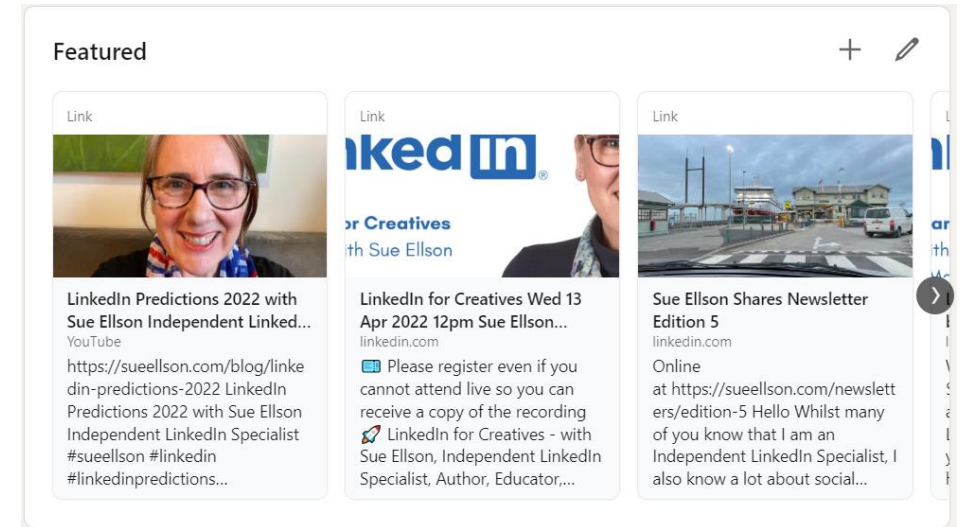 Featured
Link
LinkedIn Predictions 2022 with
Sue Ellson Independent Linked...
YouTube
https://sueellson.com/blog/linke
din-predictions-2022 LinkedIn
Predictions 2022 with Sue Ellson
Independent LinkedIn Specialist
#sueellson #linkedin
#linkedinpredictions...
Link
nked in®
or Creatives
ith Sue Ellson
LinkedIn for Creatives Wed 13
Apr 2022 12pm Sue Ellson...
linkedin.com
🎫 Please register even if you
cannot attend live so you can
receive a copy of the recording
🚀 LinkedIn for Creatives - with
Sue Ellson, Independent LinkedIn
Specialist, Author, Educator,...
Link
Sue Ellson Shares Newsletter
Edition 5
linkedin.com
Online
at https://sueellson.com/newslett
ers/edition-5 Hello Whilst many
of you know that I am an
Independent LinkedIn Specialist, I
also know a lot about social...